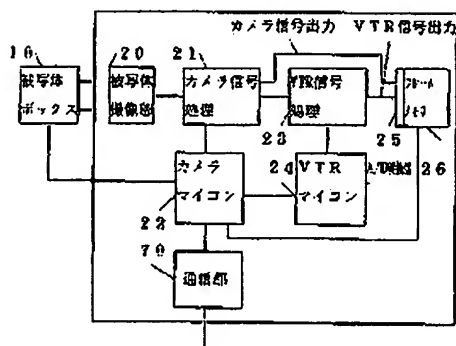 カメラ信号出力 VTR信号出力
10 20 21
被写体
ボックス
被写体
撮像部
カメラ信号
処理
VTR信号
処理
フレーム
メモリ
23 25 26
カメラ
マイコン
24
VTR
マイコン
22
70
通信部